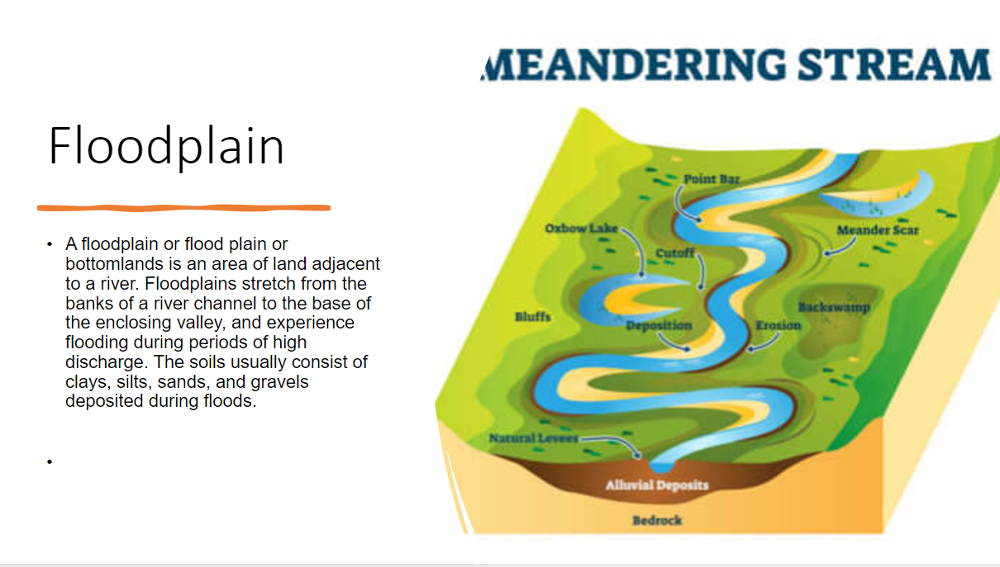 MEANDERING STREAM
Floodplain
• A floodplain or flood plain or
bottomlands is an area of land adjacent
to a river. Floodplains stretch from the
banks of a river channel to the base of
the enclosing valley, and experience
flooding during periods of high
discharge. The soils usually consist of
clays, silts, sands, and gravels
deposited during floods.
•
Point Bar
Oxbow Lake
Meander Scar
Cutoff
Backswamp
Bluffs
Deposition
Erosion
Natural Levees
Alluvial Deposits
Bedrock